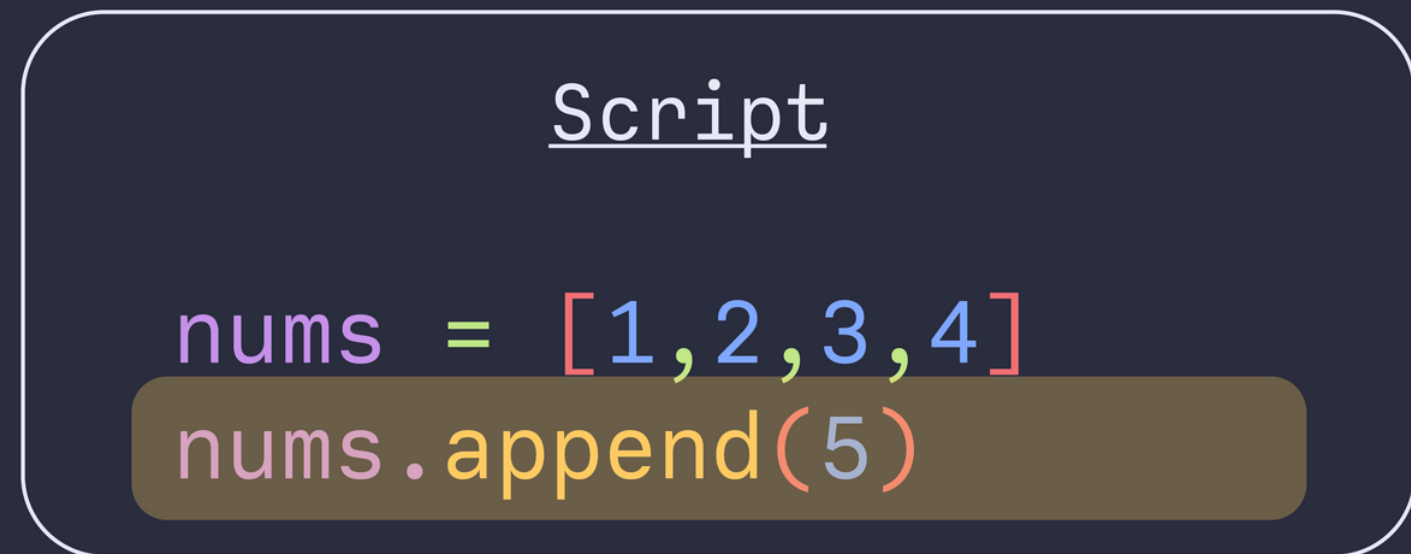 Script
nums = [1,2,3,4]
nums.append(5)